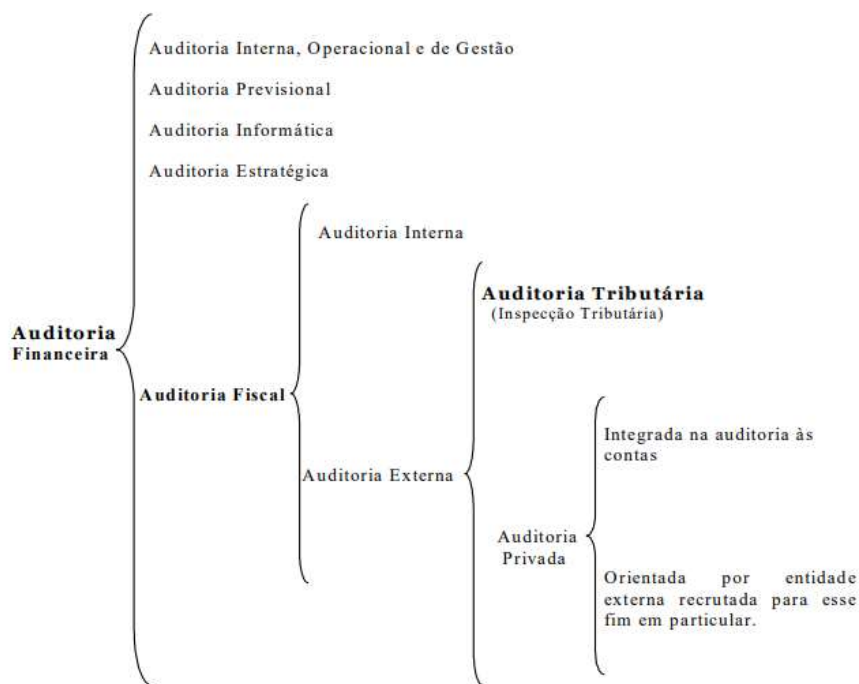 Auditoria Interna, Operacional e de Gestão
Auditoria Previsional
Auditoria Informática
Auditoria Estratégica
Auditoria Interna
Auditoria Tributária
(Inspecção Tributária)
Auditoria
Financeira
Auditoria Fiscal
Integrada na auditoria às
contas
Auditoria Externa
Auditoria
Privada
Orientada por entidade
externa recrutada para esse
fim em particular.